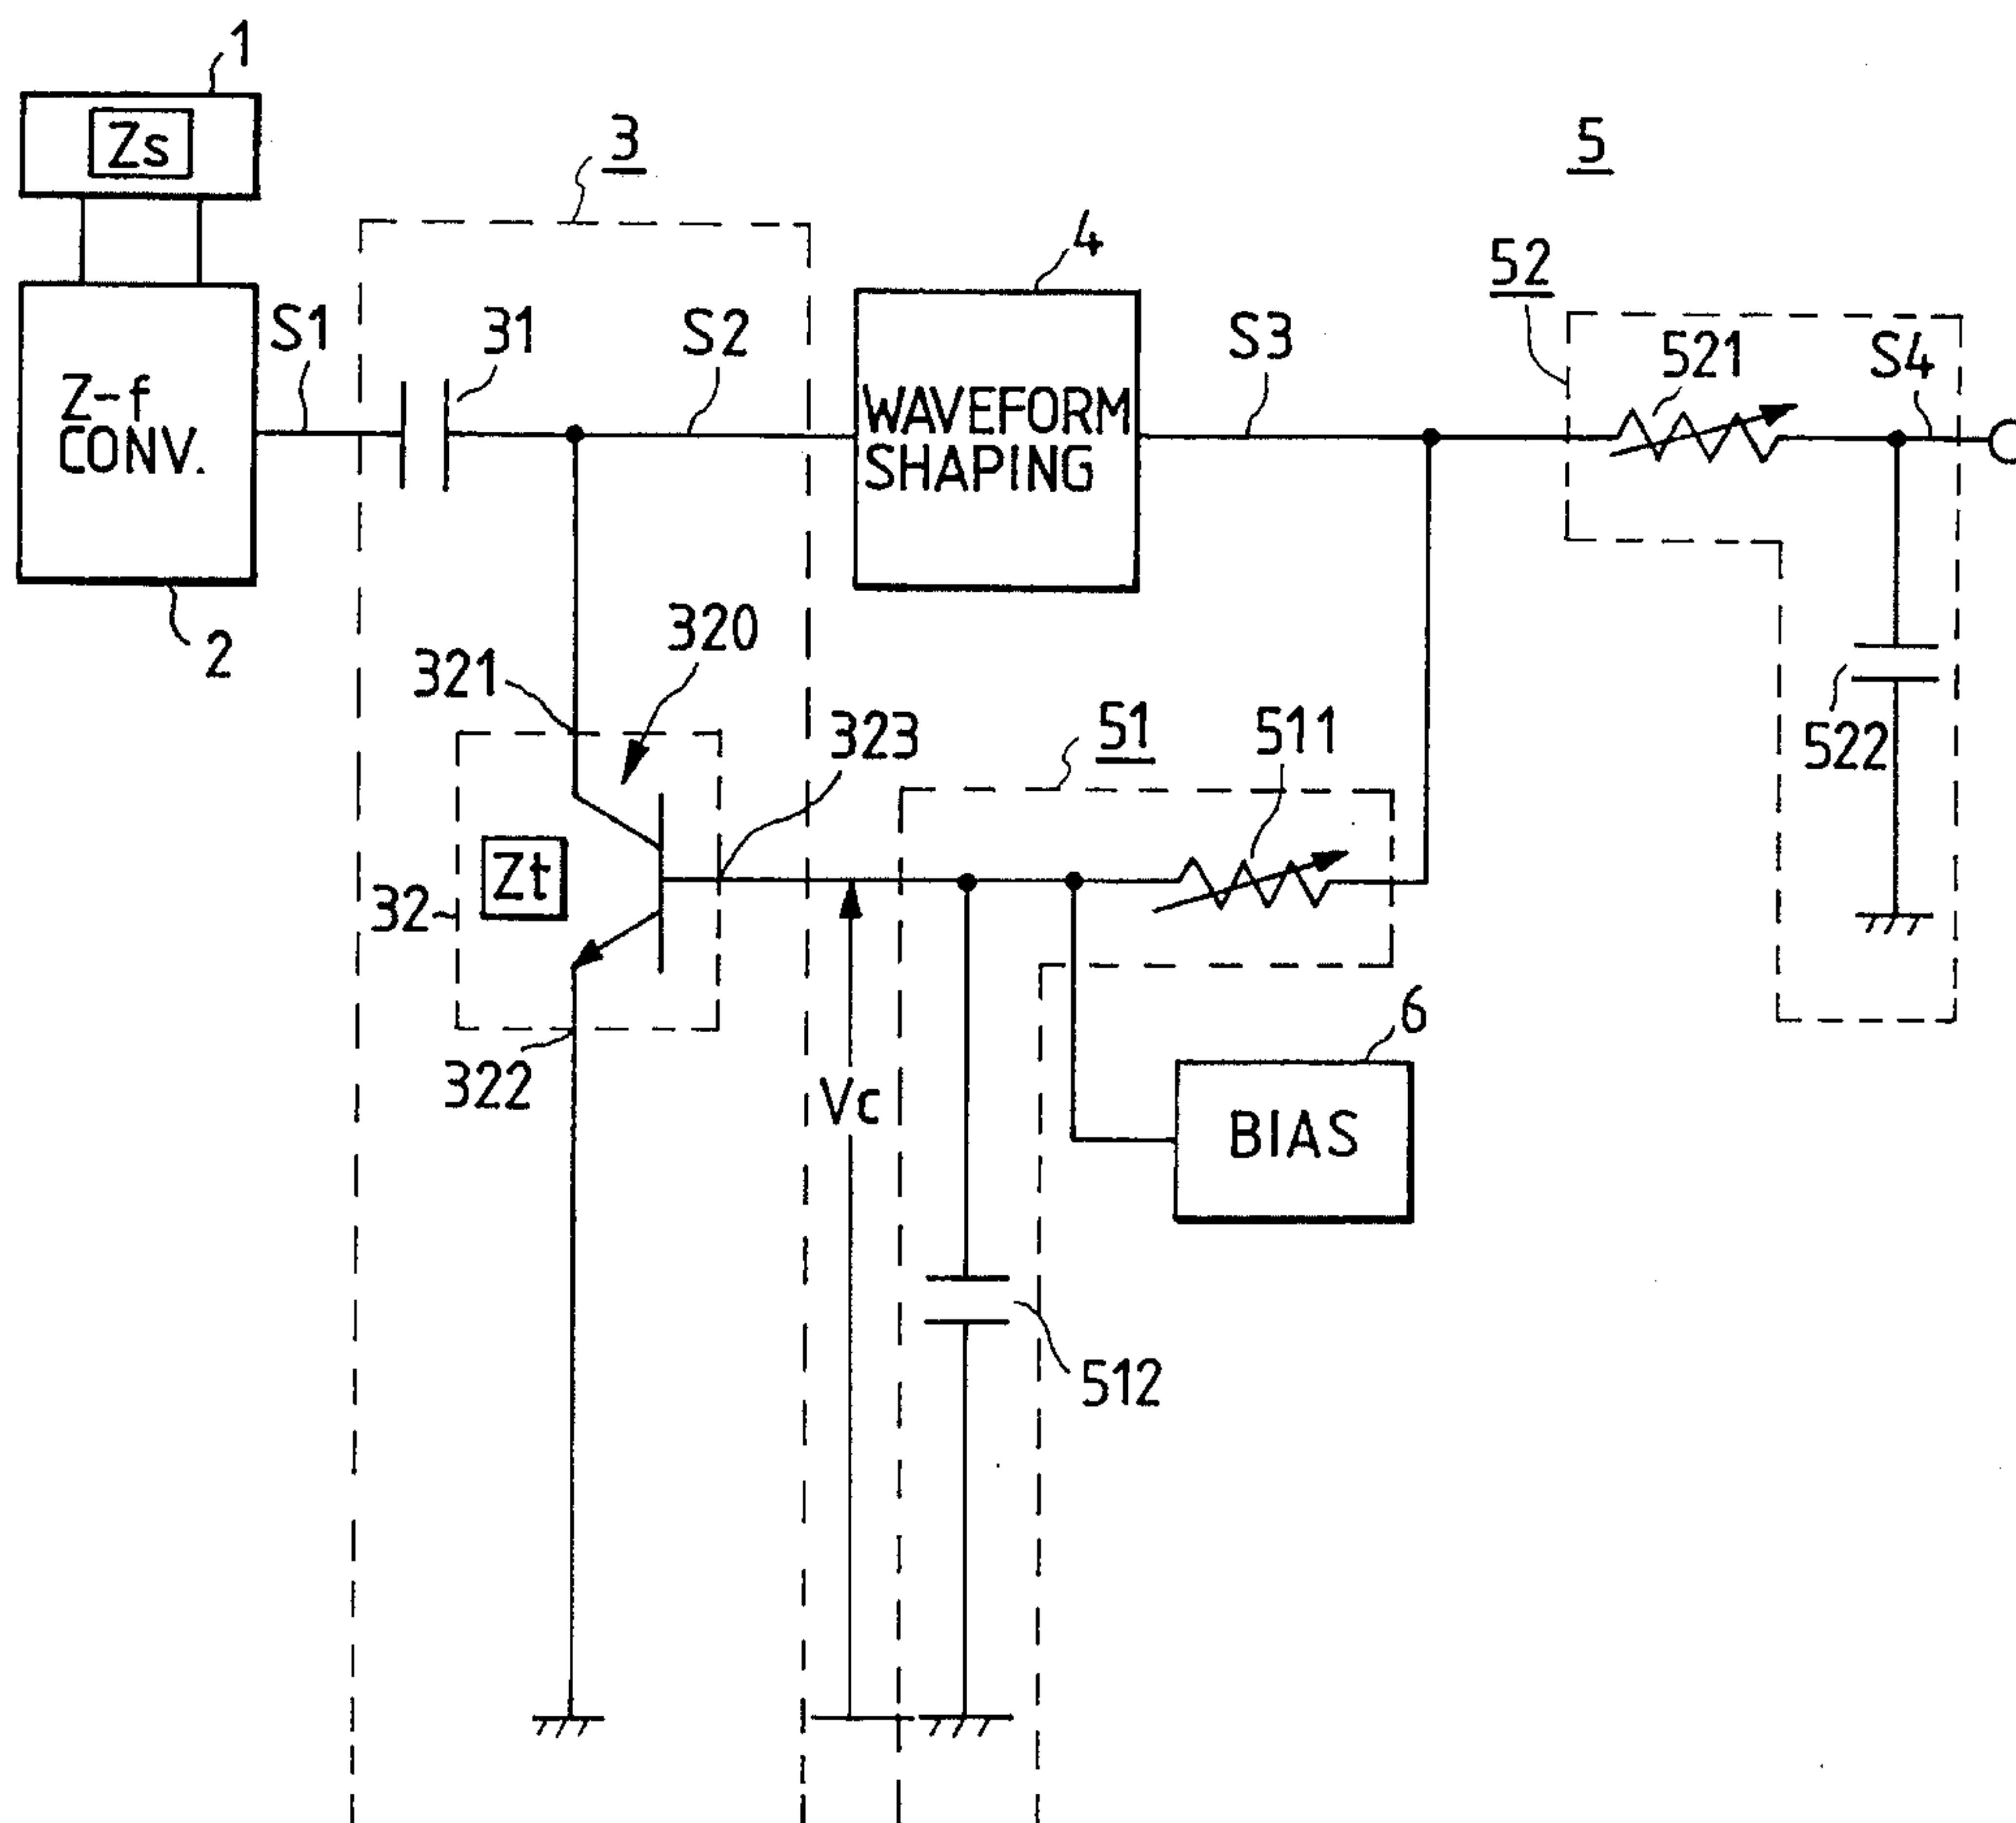 1
Zs
3
5
4
52
S1
31
S2
S3
521
S4
Z-f
CONV.
WAVEFORM
SHAPING
320
2
321
323
51
511
522
Zt
32
6
322
Vc
BIAS
512